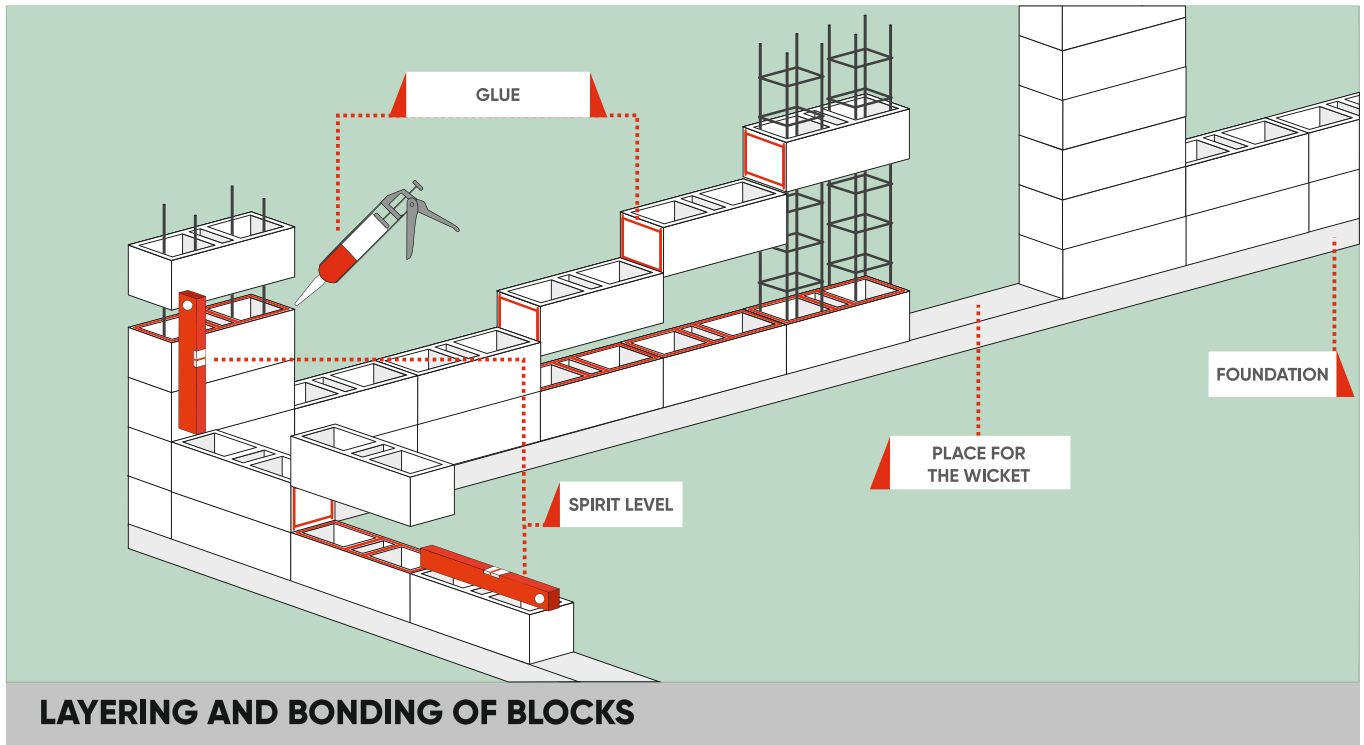 GLUE
FOUNDATION
PLACE FOR
THE WICKET
SPIRIT LEVEL
LAYERING AND BONDING OF BLOCKS